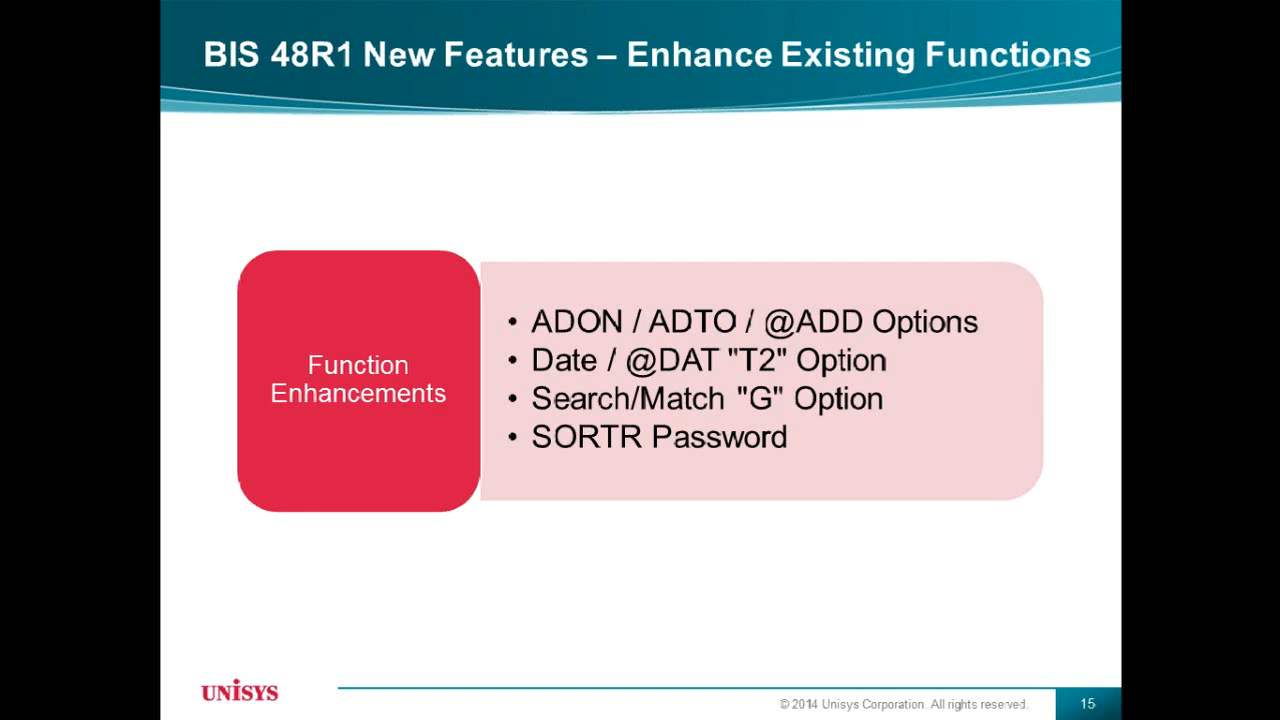 BIS 48R1 New Features – Enhance Existing Functions
Function
Enhancements
• ADON / ADTO / @ADD Options
• Date / @DAT "T2" Option
• Search/Match "G" Option
• SORTR Password
UNISYS
© 2014 Unisys Corporation. All rights reserved.
15